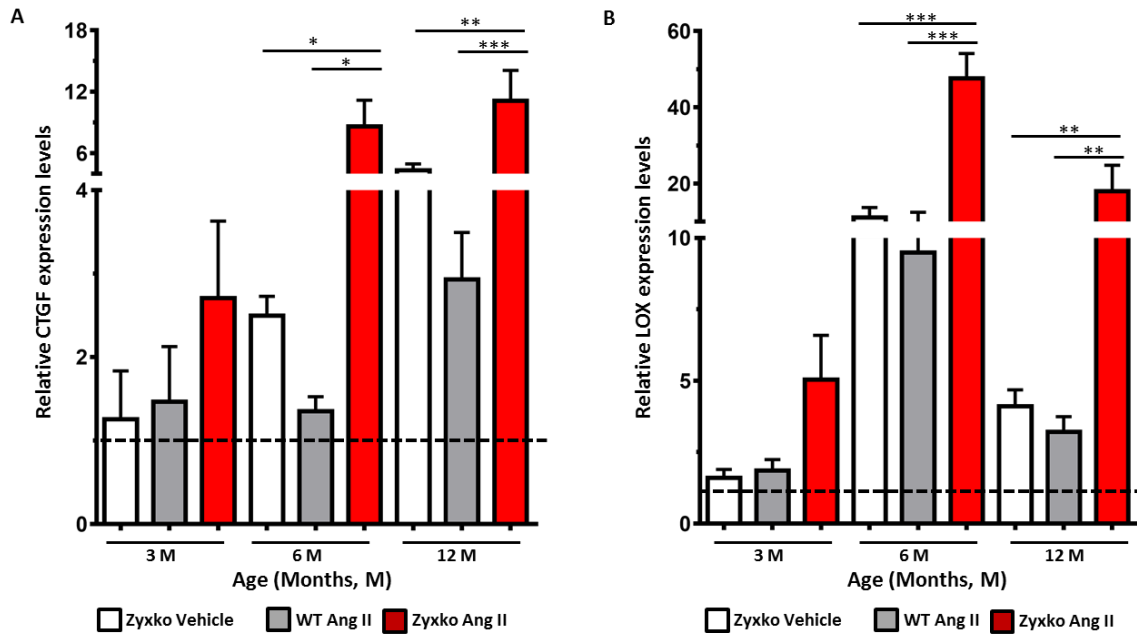 A
Relative CTGF expression levels
18
12
6
4
2
0
*
*
**
***
3 M
6 M
12 M
Age (Months, M)
Zyxko Vehicle
WT Ang II
Zyxko Ang II
B
Relative LOX expression levels
60
40
20
10
5
0
***
***
**
**
3 M
6 M
12 M
Age (Months, M)
Zyxko Vehicle
WT Ang II
Zyxko Ang II